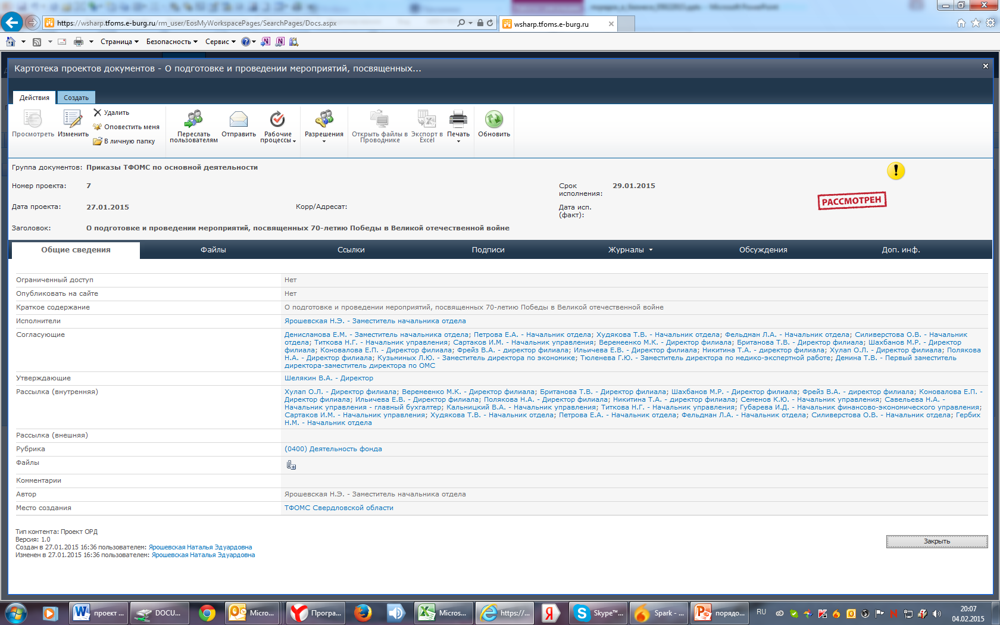 https://wsharp.tfoms.e-burg.ru/rm_user/EosMyWorkspacePages/SearchPages/Docs.aspx
wsharp.tfoms.e-burg.ru
Страница Безопасность Сервис
Картотека проектов документов - О подготовке и проведении мероприятий, посвященных...
Действия Создать
Просмотреть
Изменить
Удалить
Оповестить меня
В личную папку
Переслать
пользователям
Отправить
Рабочие
процессы
Разрешения
Открыть файлы в
Проводнике
Экспорт в
Excel
Печать
Обновить
Группа документов: Приказы ТФОМС по основной деятельности
Номер проекта: 7
Срок
исполнения: 29.01.2015
РАССМОТРЕН
Дата проекта: 27.01.2015
Корр/Адресат:
Дата исп.
(факт):
Заголовок: О подготовке и проведении мероприятий, посвященных 70-летию Победы в Великой отечественной войне
Общие сведения Файлы Ссылки Подписи Журналы Обсуждения Доп. инф.
Ограниченный доступ Нет
Опубликовать на сайте Нет
Краткое содержание О подготовке и проведении мероприятий, посвященных 70-летию Победы в Великой отечественной войне
Исполнители Ярошевская Н.Э. - Заместитель начальника отдела
Согласующие Денисламова Е.М. - Заместитель начальника отдела; Петрова Е.А. - Начальник отдела; Худякова Т.В. - Начальник отдела; Фельдман Л.А. - Начальник отдела; Силиверстова О.В. - Начальник
отдела; Титкова Н.Г. - Начальник управления; Сартаков И.М. - Начальник управления; Веремеенко М.К. - Директор филиала; Британова Т.В. - Директор филиала; Шахбанов М.Р. - Директор
филиала; Коновалова Е.П. - Директор филиала; Фрейз В.А. - директор филиала; Ильичева Е.В. - Директор филиала; Никитина Т.А. - директор филиала; Хулап О.Л. - Директор филиала; Полякова
Н.А. - Директор филиала; Кузьминых Л.Ю. - Заместитель директора по экономике; Тюленева Г.Ю. - Заместитель директора по медико-экспертной работе; Демина Т.В. - Первый заместитель
директора-заместитель директора по ОМС
Утверждающие Шелякин В.А. - Директор
Рассылка (внутренняя) Хулап О.Л. - Директор филиала; Веремеенко М.К. - Директор филиала; Британова Т.В. - Директор филиала; Шахбанов М.Р. - Директор филиала; Фрейз В.А. - директор филиала; Коновалова Е.П. -
Директор филиала; Ильичева Е.В. - Директор филиала; Полякова Н.А. - Директор филиала; Никитина Т.А. - директор филиала; Семенов К.Ю. - Начальник управления; Савельева Н.А. -
Начальник управления - главный бухгалтер; Кальницкий В.А. - Начальник управления; Титкова Н.Г. - Начальник управления; Губарева И.Д. - Начальник финансово-экономического управления;
Сартаков И.М. - Начальник управления; Худякова Т.В. - Начальник отдела; Петрова Е.А. - Начальник отдела; Фельдман Л.А. - Начальник отдела; Силиверстова О.В. - Начальник отдела; Гербих
Н.М. - Начальник отдела
Рассылка (внешняя)
Рубрика (0400) Деятельность фонда
Файлы
Комментарии
Автор Ярошевская Н.Э. - Заместитель начальника отдела
Место создания ТФОМС Свердловской области
Тип контента: Проект ОРД
Версия: 1.0
Создан в 27.01.2015 16:36 пользователем: Ярошевская Наталья Эдуардовна
Изменен в 27.01.2015 16:36 пользователем: Ярошевская Наталья Эдуардовна
Закрыть
проект ... DOCU... Micro... Програ... Micros... https://... Skype™... Spark - ... порядо... RU
20:07
04.02.2015